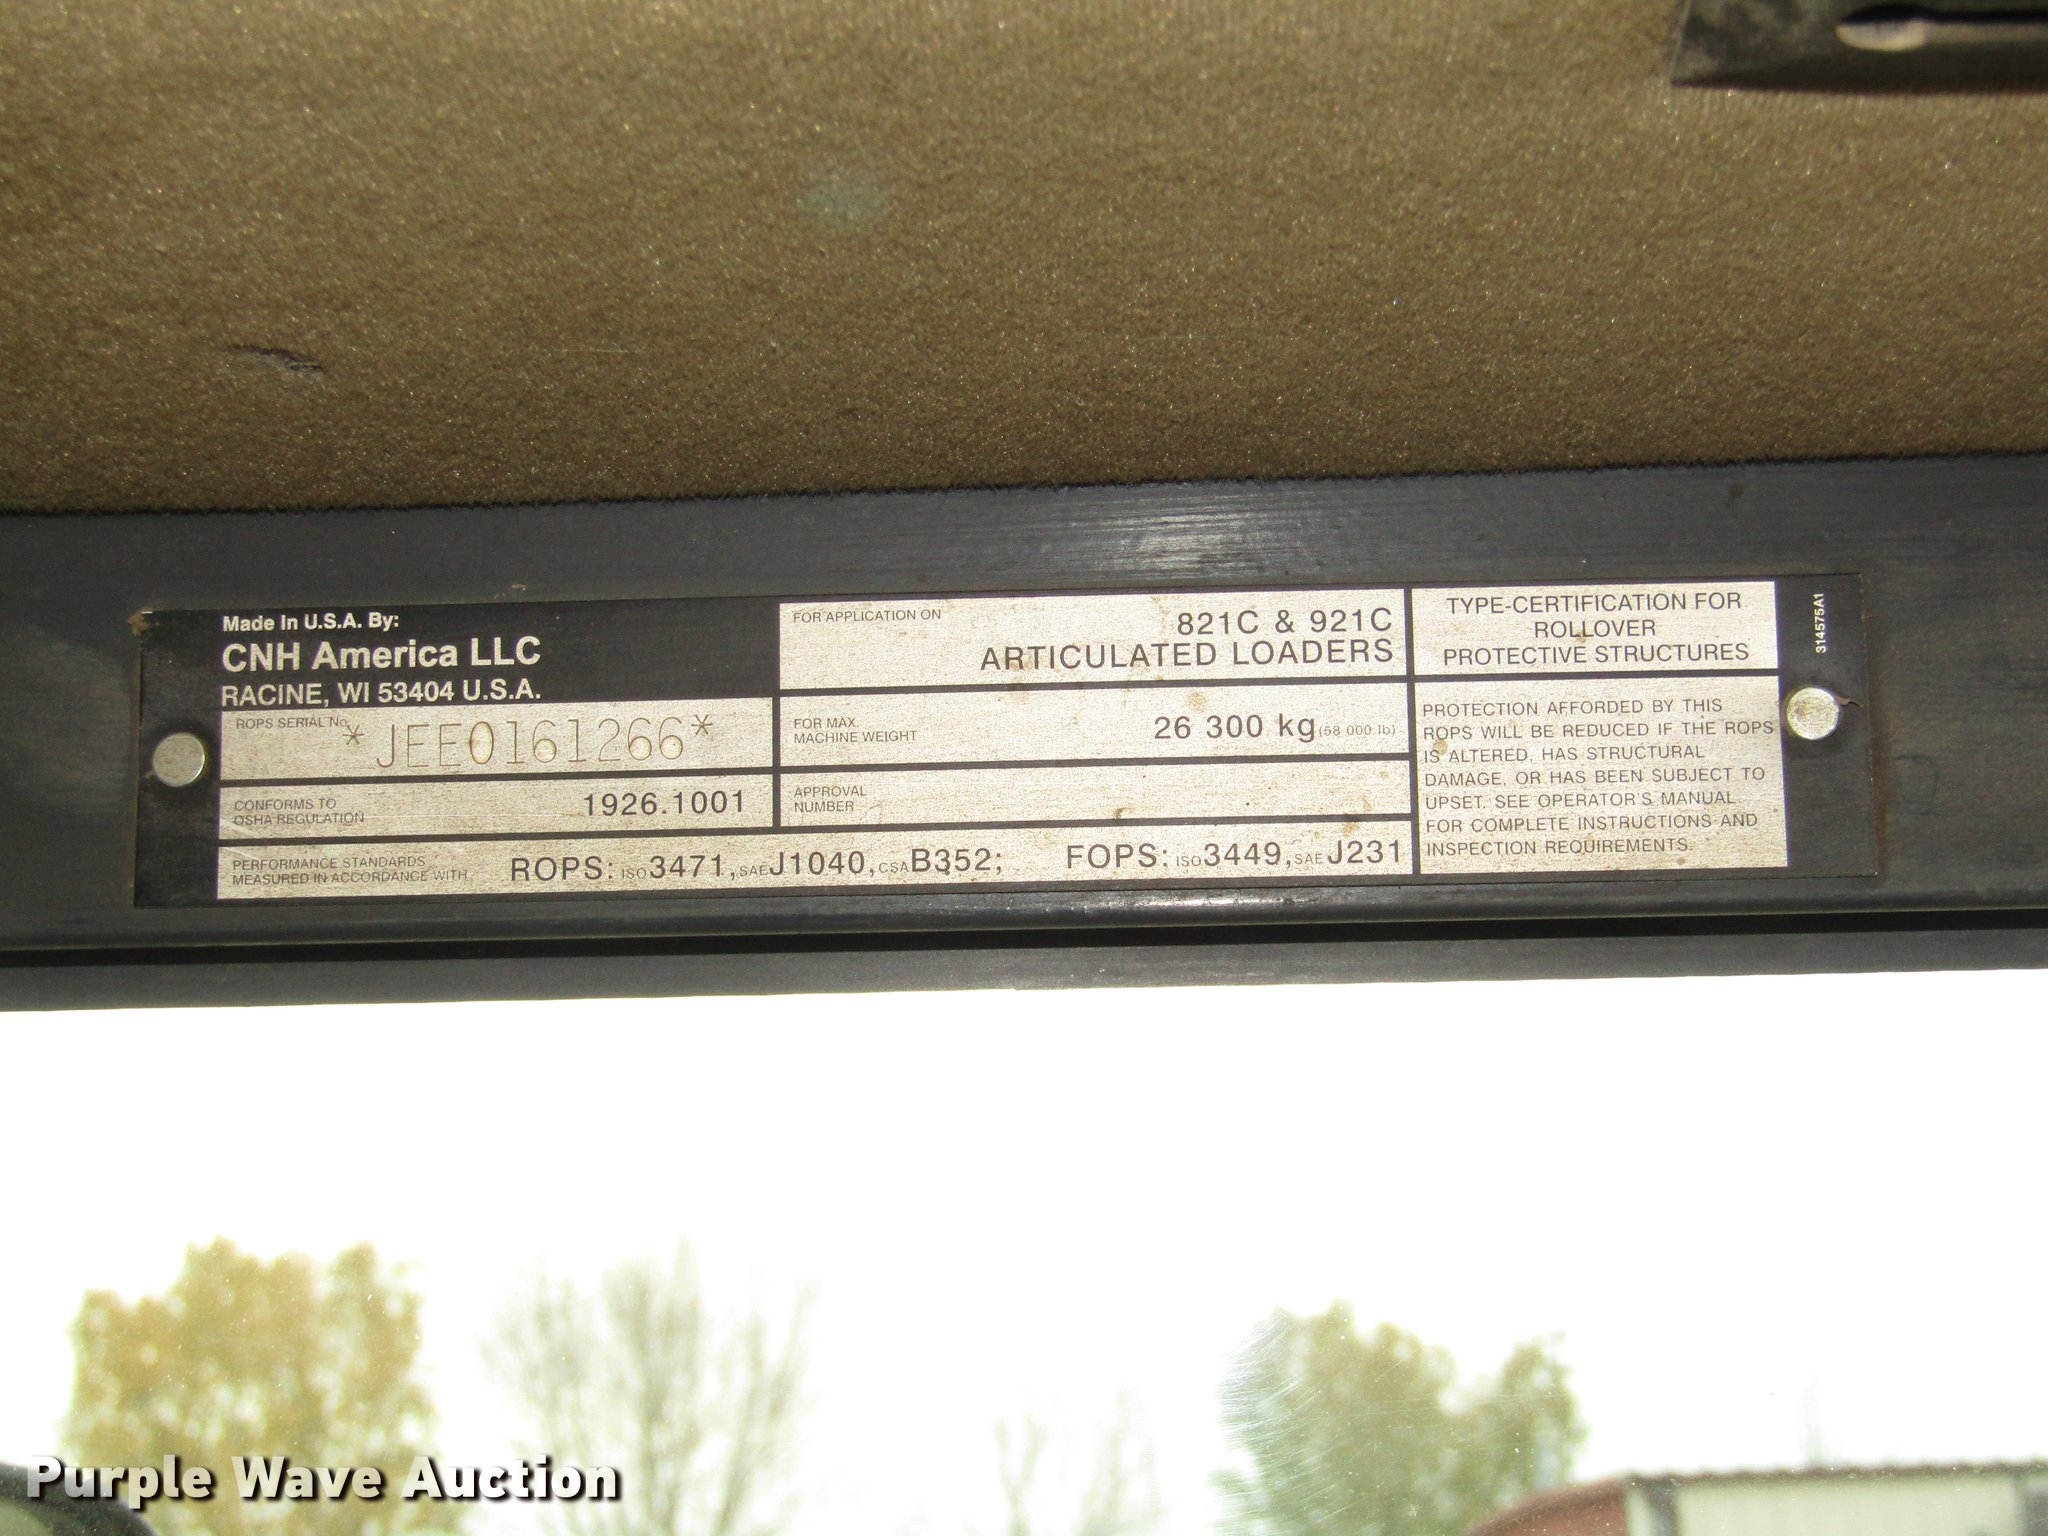 Made In U.S.A. By:
CNH America LLC
RACINE, WI 53404 U.S.A.
ROPS SERIAL No.
*JEE0161266*
CONFORMS TO
OSHA REGULATION
1926.1001
FOR APPLICATION ON
821C & 921C
ARTICULATED LOADERS
FOR MAX.
MACHINE WEIGHT
26 300 kg (58 000 lb)
APPROVAL
NUMBER
PERFORMANCE STANDARDS
MEASURED IN ACCORDANCE WITH
ROPS: ISO 3471, SAE J1040, CSA B352; FOPS: ISO 3449, SAE J231
TYPE-CERTIFICATION FOR
ROLLOVER
PROTECTIVE STRUCTURES
PROTECTION AFFORDED BY THIS
ROPS WILL BE REDUCED IF THE ROPS
IS ALTERED, HAS STRUCTURAL
DAMAGE, OR HAS BEEN SUBJECT TO
UPSET. SEE OPERATOR'S MANUAL
FOR COMPLETE INSTRUCTIONS AND
INSPECTION REQUIREMENTS.
314575A1
Purple Wave Auction